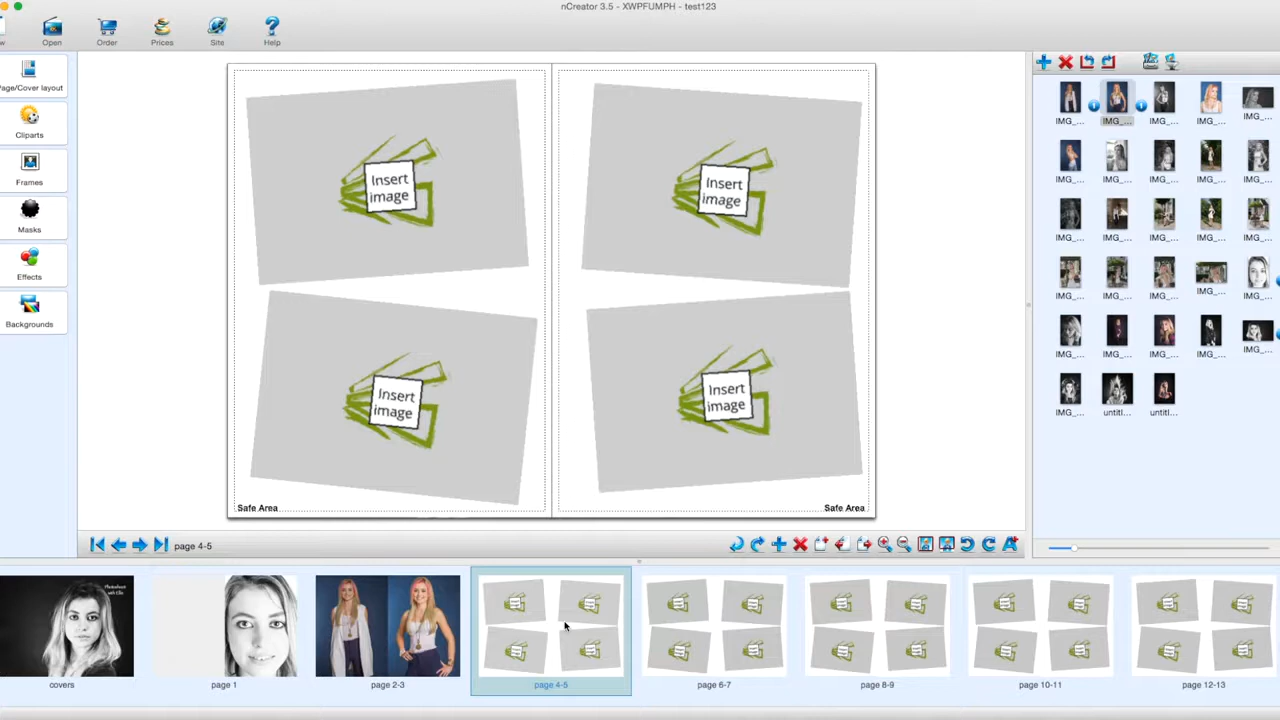 nCreator 3.5 - XWPFUMPH - test123
Open
Order
Prices
Site
Help
Page/Cover layout
Cliparts
Frames
Masks
Effects
Backgrounds
Insert image
Insert image
Insert image
Insert image
Safe Area
Safe Area
IMG_... IMG_... IMG_... IMG_... IMG_...
IMG_... IMG_... IMG_... IMG_... IMG_...
IMG_... IMG_... IMG_... IMG_... IMG_...
IMG_... IMG_... IMG_... IMG_... IMG_...
IMG_... IMG_... IMG_... IMG_... IMG_...
IMG_... untitl... untitl...
page 4-5
covers
page 1
page 2-3
page 4-5
page 6-7
page 8-9
page 10-11
page 12-13